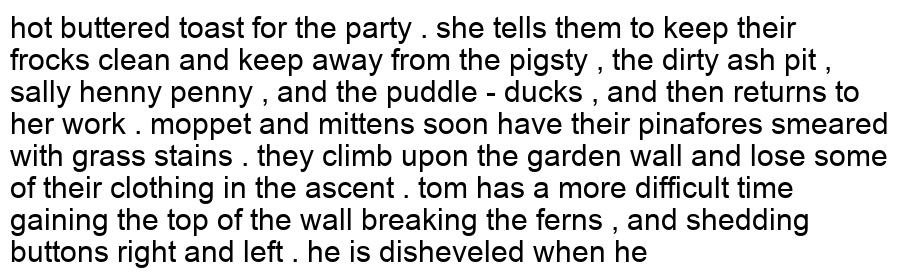 hot buttered toast for the party . she tells them to keep their
frocks clean and keep away from the pigsty , the dirty ash pit ,
sally henny penny , and the puddle - ducks , and then returns to
her work . moppet and mittens soon have their pinafores smeared
with grass stains . they climb upon the garden wall and lose some
of their clothing in the ascent . tom has a more difficult time
gaining the top of the wall breaking the ferns , and shedding
buttons right and left . he is disheveled when he